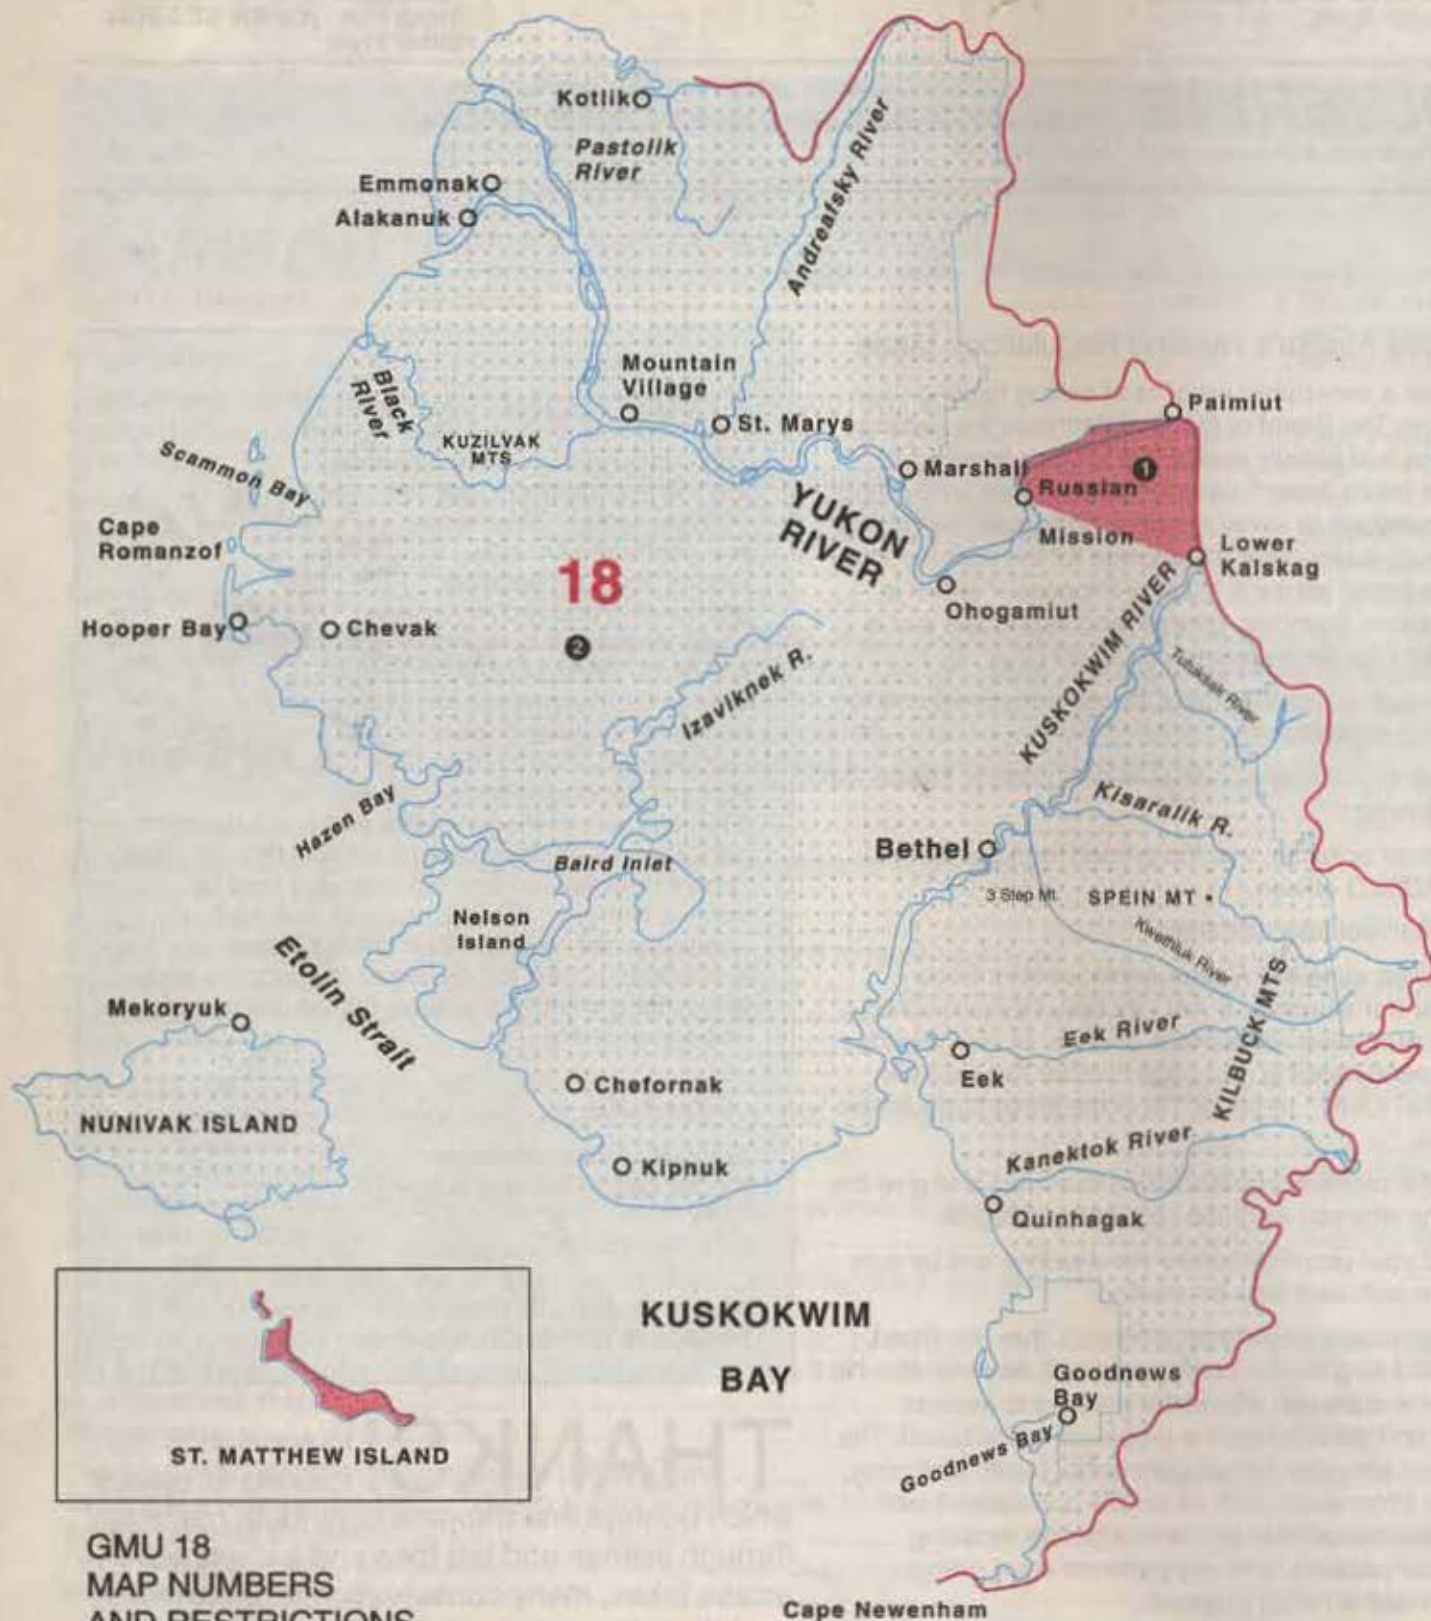 Kotlik
Pastolik
River
Emmonak
Alakanuk
Andreafsky River
Black
River
Mountain
Village
KUZILVAK
MTS
St. Marys
Paimiut
Marshall
1
Russian
Mission
Scammon Bay
Cape
Romanzof
YUKON
RIVER
18
Lower
Kalskag
Ohogamiut
Hooper Bay
Chevak
2
Izaviknek R.
KUSKOKWIM RIVER
Tuluksak River
Hazen Bay
Kisaralik R.
Bethel
Baird Inlet
3 Step Mt.
SPEIN MT
Nelson
Island
Kwethluk River
Etolin Strait
KILBUCK MTS
Mekoryuk
Eek River
Eek
Chefornak
NUNIVAK ISLAND
Kanektok River
Kipnuk
Quinhagak
KUSKOKWIM
BAY
Goodnews
Bay
Goodnews Bay
ST. MATTHEW ISLAND
GMU 18
MAP NUMBERS
AND RESTRICTIONS
Cape Newenham